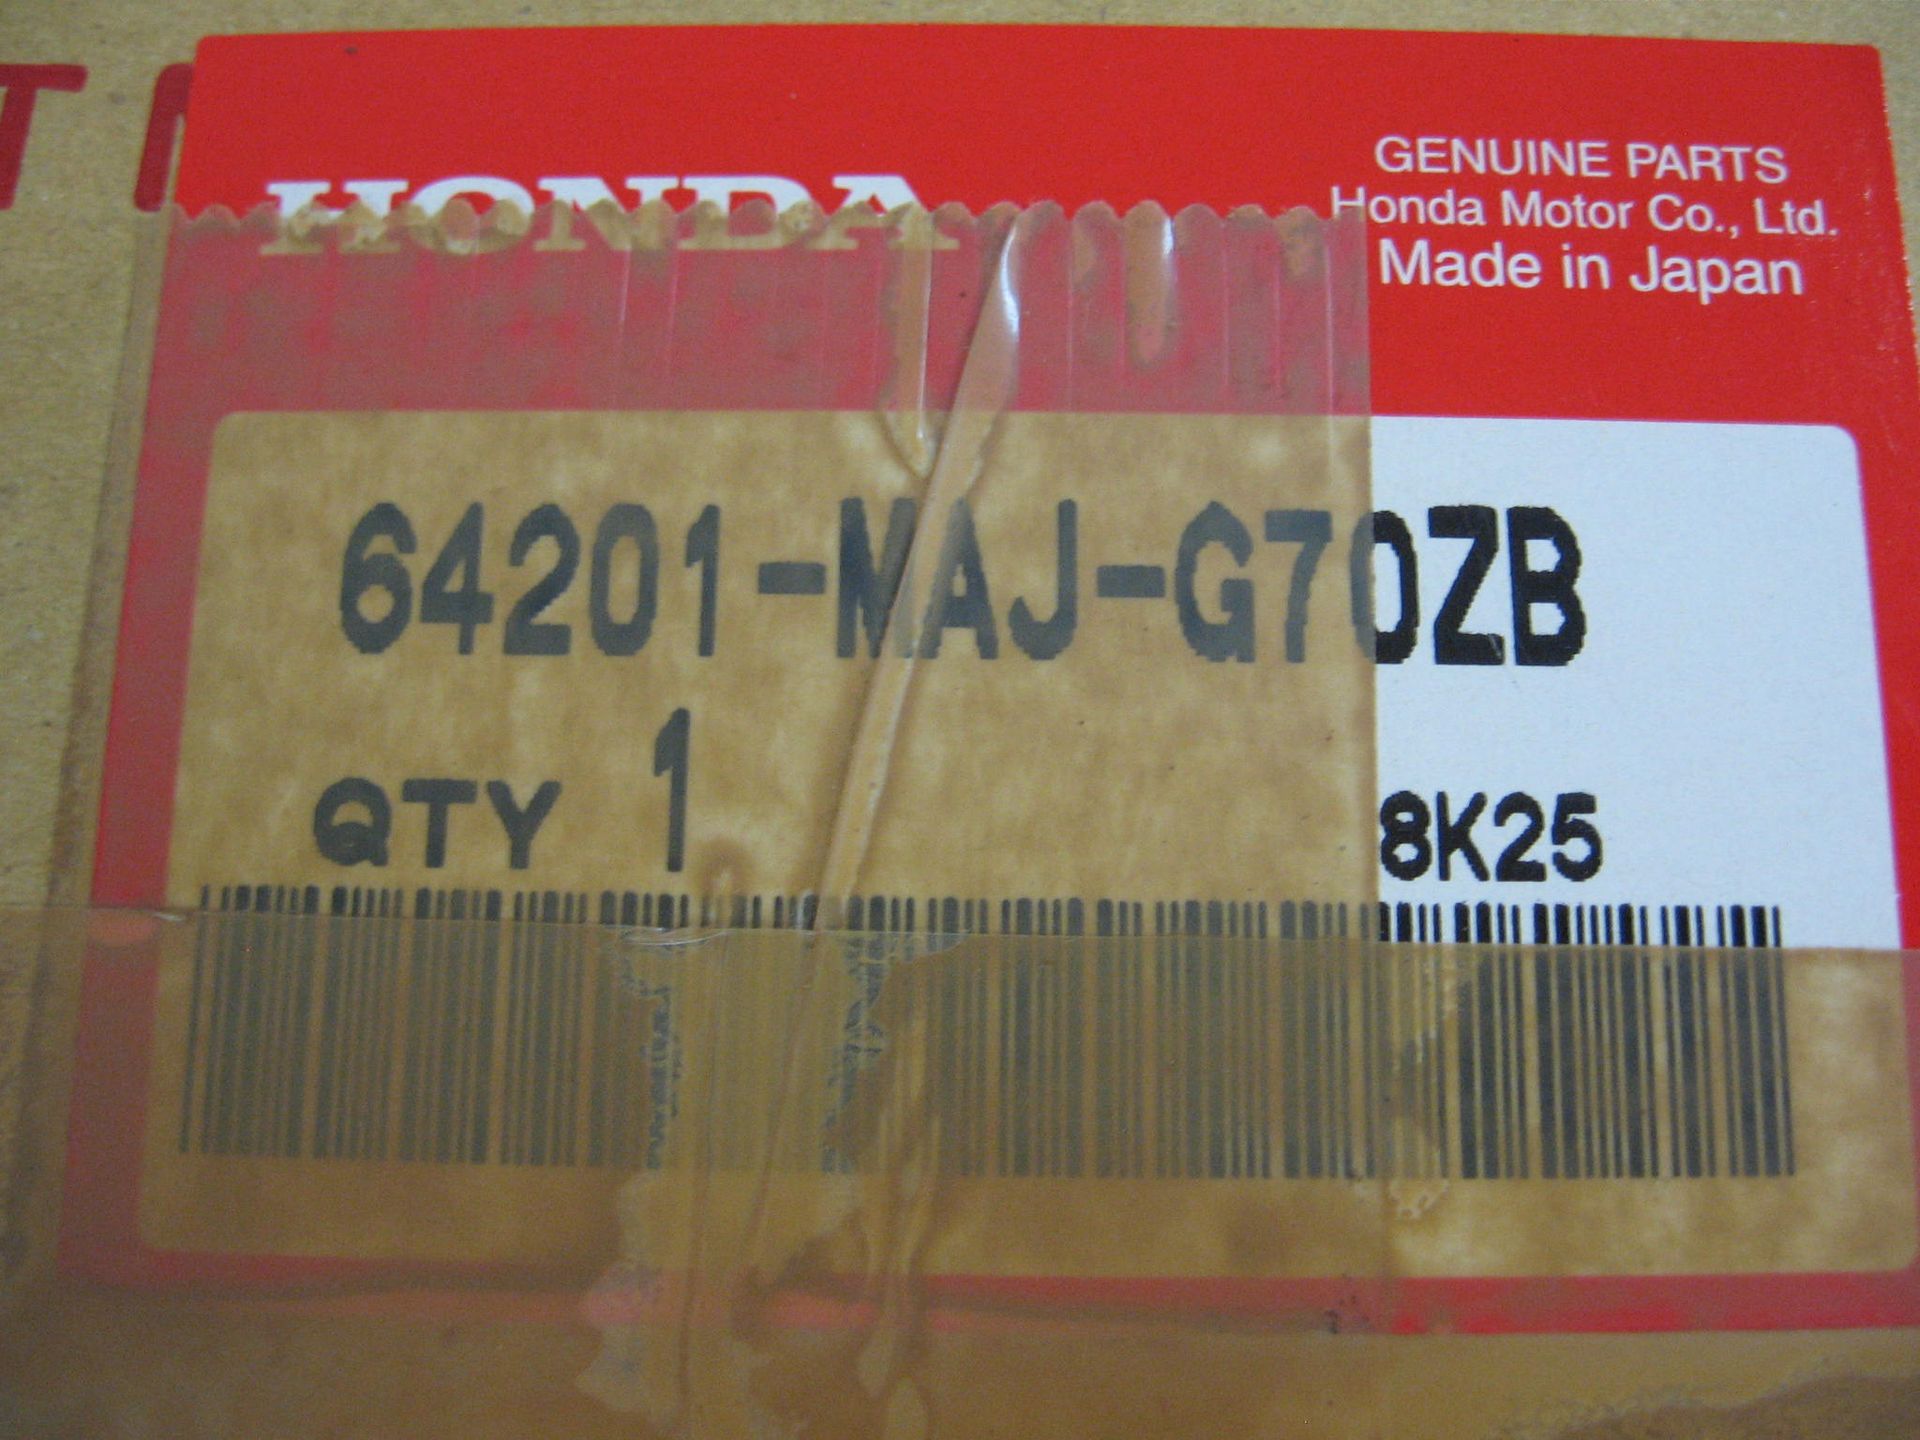 HONDA
GENUINE PARTS
Honda Motor Co., Ltd.
Made in Japan
64201-MAJ-G70ZB
QTY 1
8K25